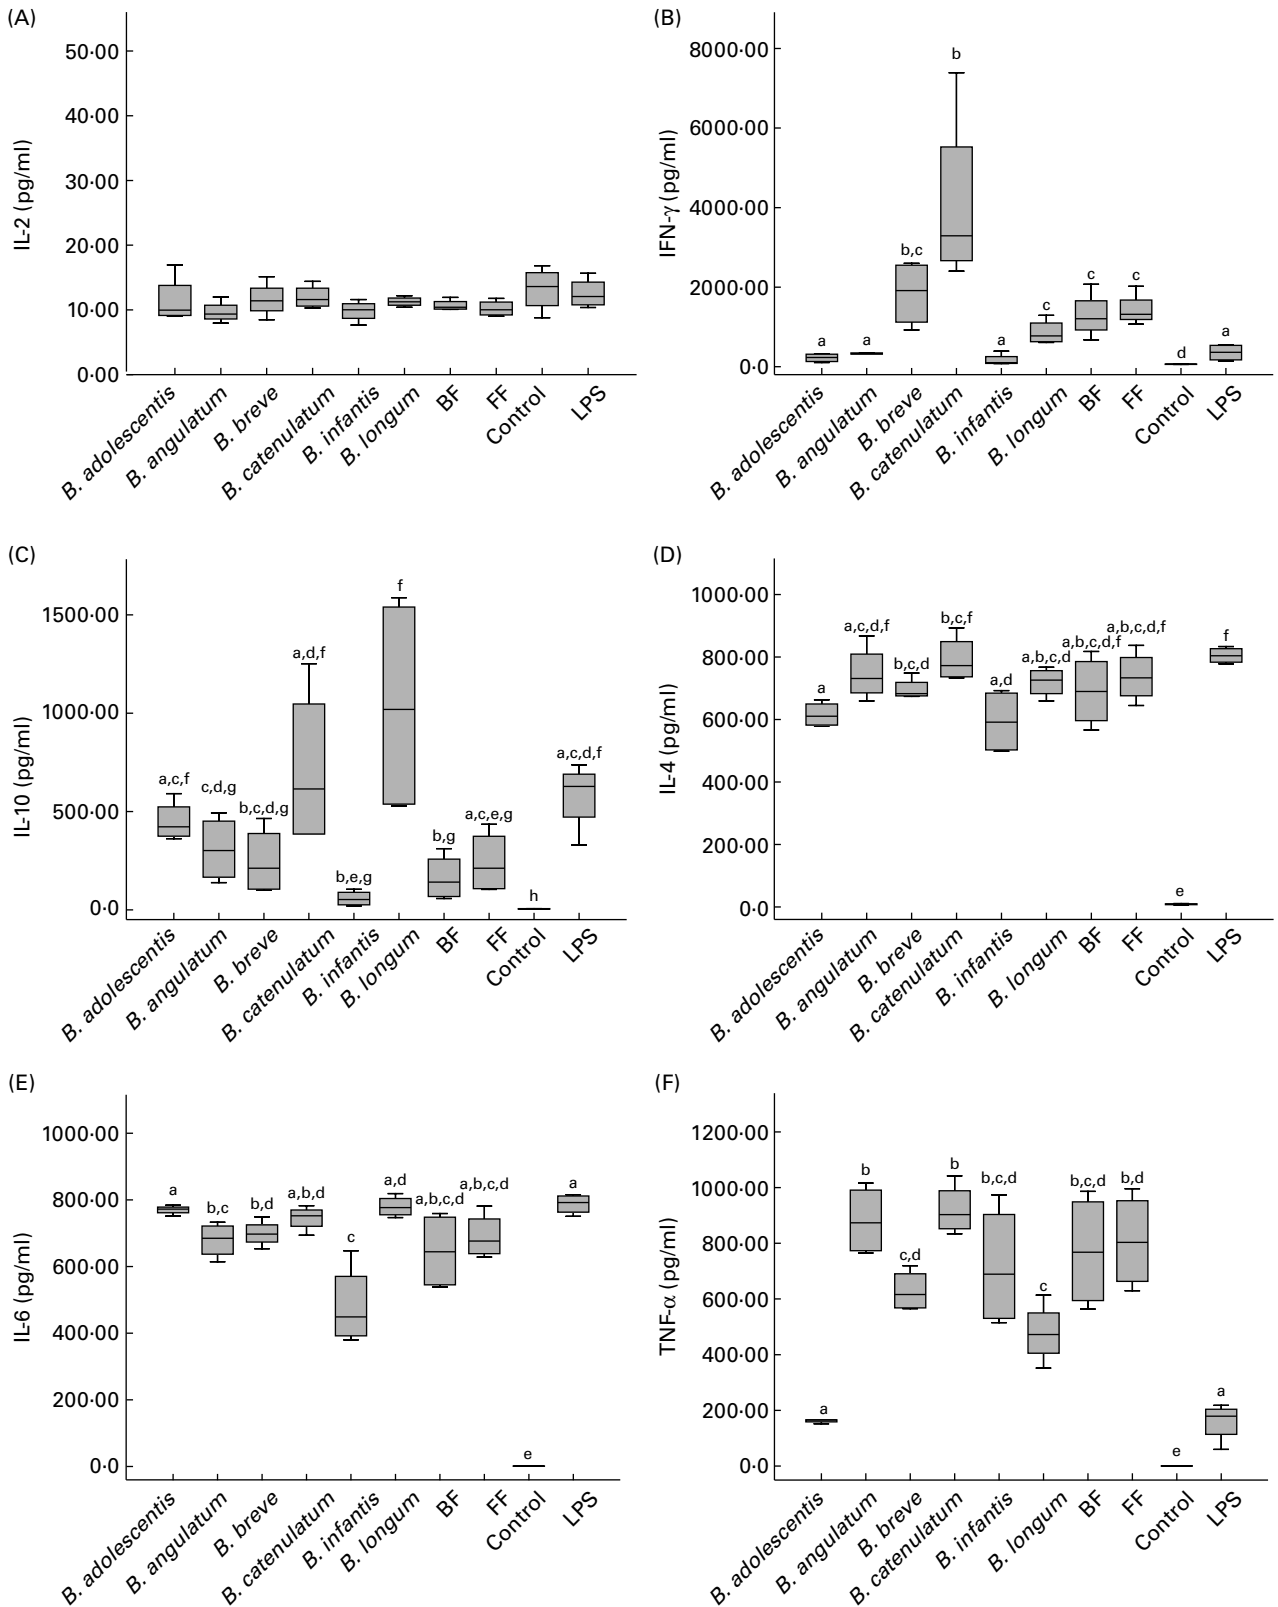 (A)
IL-2 (pg/ml)
50·00
40·00
30·00
20·00
10·00
0·00
B. adolescentis
B. angulatum
B. breve
B. catenulatum
B. infantis
B. longum
BF
FF
Control
LPS
(B)
IFN-γ (pg/ml)
8000·00
6000·00
4000·00
2000·00
0·0
a
a
b,c
b
a
c
c
c
d
a
B. adolescentis
B. angulatum
B. breve
B. catenulatum
B. infantis
B. longum
BF
FF
Control
LPS
(C)
IL-10 (pg/ml)
1500·00
1000·00
500·00
0·0
a,c,f
c,d,g
b,c,d,g
a,d,f
b,e,g
f
b,g
a,c,e,g
h
a,c,d,f
B. adolescentis
B. angulatum
B. breve
B. catenulatum
B. infantis
B. longum
BF
FF
Control
LPS
(D)
IL-4 (pg/ml)
1000·00
800·00
600·00
400·00
200·00
0·0
a
a,c,d,f
b,c,d
b,c,f
a,d
a,b,c,d
a,b,c,d,f
a,b,c,d,f
e
f
B. adolescentis
B. angulatum
B. breve
B. catenulatum
B. infantis
B. longum
BF
FF
Control
LPS
(E)
IL-6 (pg/ml)
1000·00
800·00
600·00
400·00
200·00
0·0
a
b,c
b,d
a,b,d
c
a,d
a,b,c,d
a,b,c,d
e
a
B. adolescentis
B. angulatum
B. breve
B. catenulatum
B. infantis
B. longum
BF
FF
Control
LPS
(F)
TNF-α (pg/ml)
1200·00
1000·00
800·00
600·00
400·00
200·00
0·0
a
b
c,d
b
b,c,d
c
b,c,d
b,d
e
a
B. adolescentis
B. angulatum
B. breve
B. catenulatum
B. infantis
B. longum
BF
FF
Control
LPS